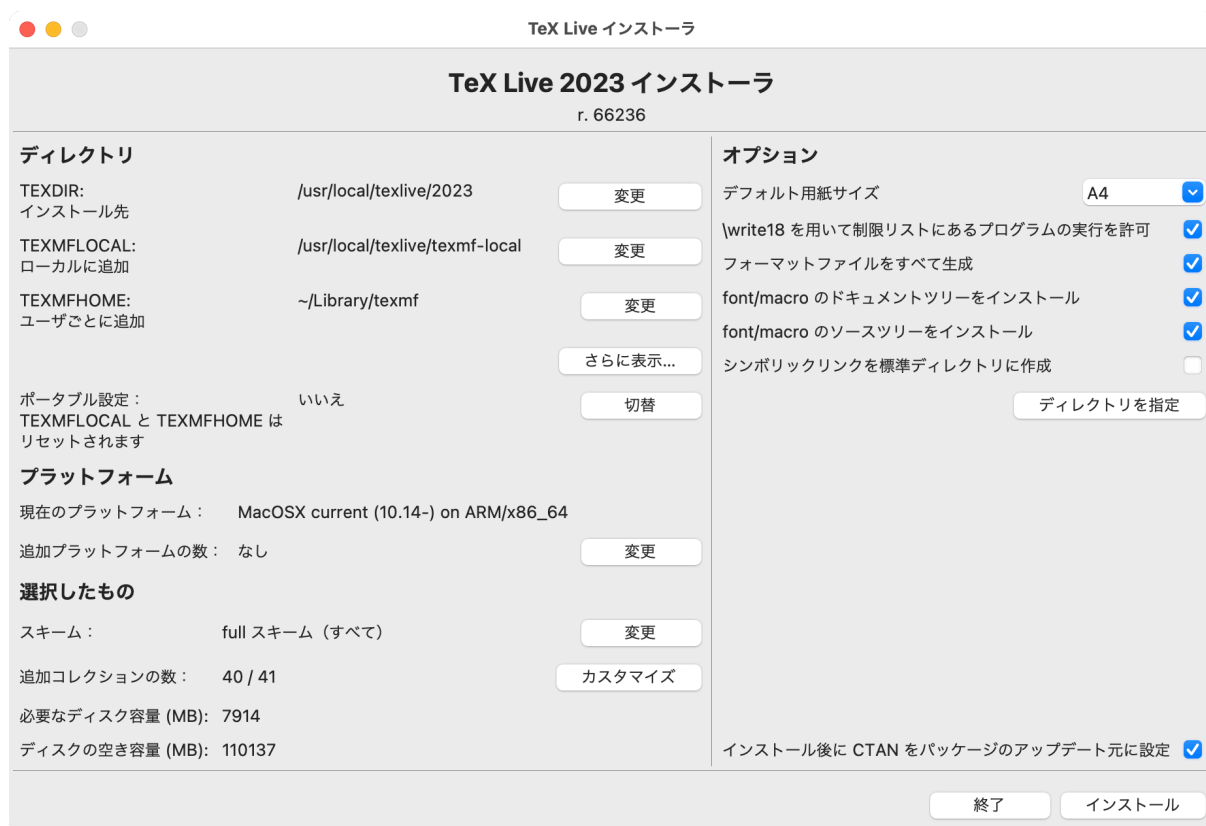 TeX Live インストーラ
TeX Live 2023 インストーラ
r. 66236
ディレクトリ
TEXDIR: /usr/local/texlive/2023 変更
インストール先
TEXMFLOCAL: /usr/local/texlive/texmf-local 変更
ローカルに追加
TEXMFHOME: ~/Library/texmf 変更
ユーザごとに追加
さらに表示...
ポータブル設定： いいえ 切替
TEXMFLOCAL と TEXMFHOME は
リセットされます
プラットフォーム
現在のプラットフォーム： MacOSX current (10.14-) on ARM/x86_64
追加プラットフォームの数： なし 変更
選択したもの
スキーム： full スキーム（すべて） 変更
追加コレクションの数： 40 / 41 カスタマイズ
必要なディスク容量 (MB): 7914
ディスクの空き容量 (MB): 110137
オプション
デフォルト用紙サイズ A4
\write18 を用いて制限リストにあるプログラムの実行を許可
フォーマットファイルをすべて生成
font/macro のドキュメントツリーをインストール
font/macro のソースツリーをインストール
シンボリックリンクを標準ディレクトリに作成
ディレクトリを指定
インストール後に CTAN をパッケージのアップデート元に設定
終了 インストール